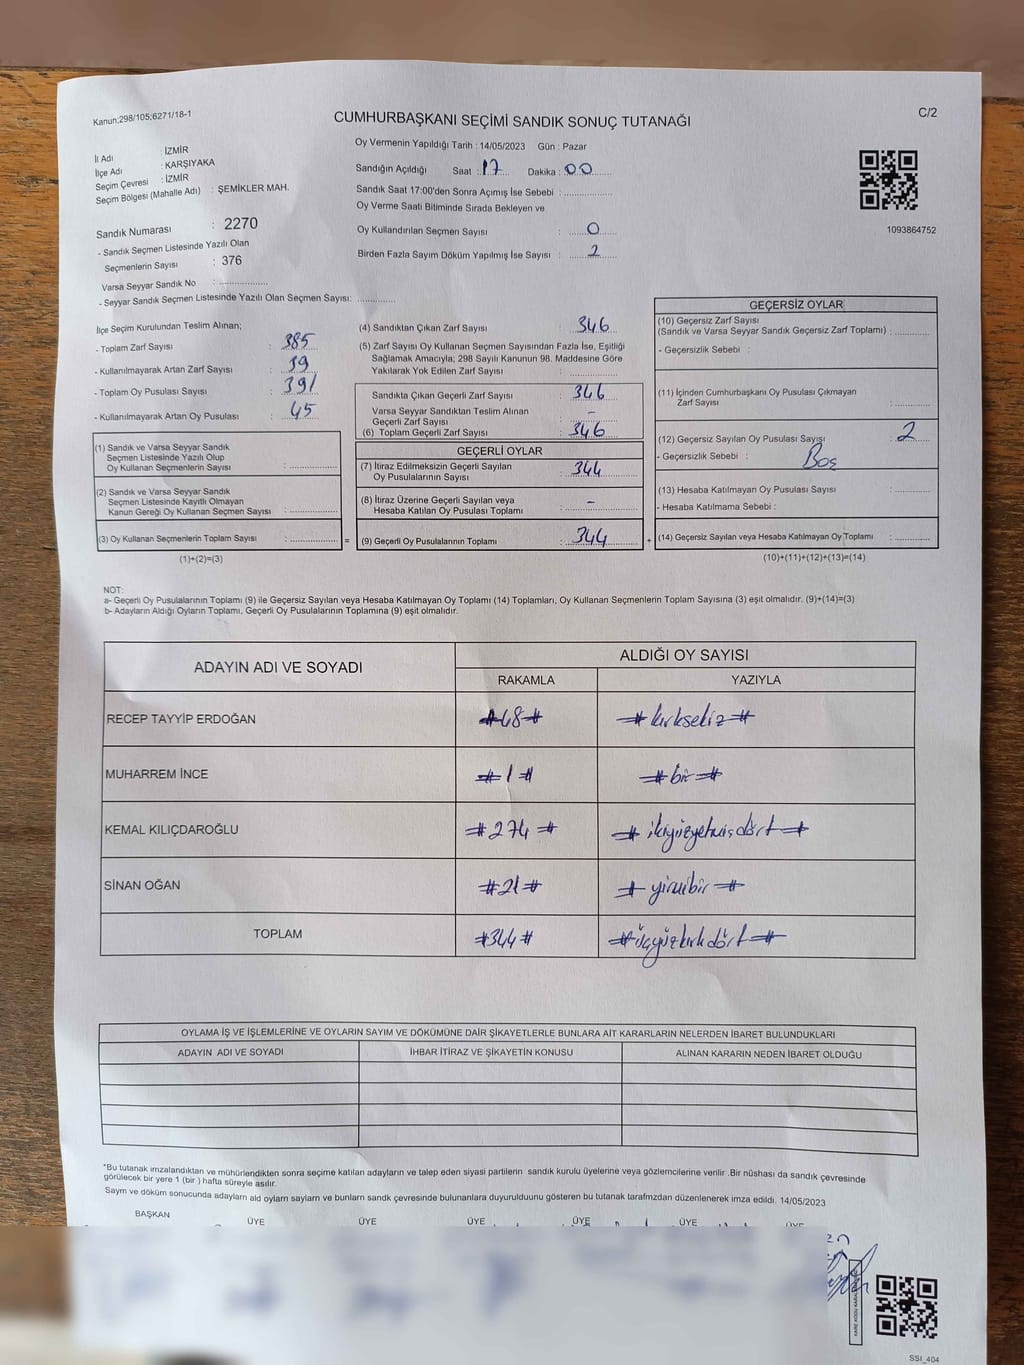 Kanun;298/105;6271/18-1
CUMHURBAŞKANI SEÇİMİ SANDIK SONUÇ TUTANAĞI
C/2
İl Adı : İZMİR
İlçe Adı : KARŞIYAKA
Seçim Çevresi : İZMİR
Seçim Bölgesi (Mahalle Adı) : ŞEMİKLER MAH.
Sandık Numarası : 2270
- Sandık Seçmen Listesinde Yazılı Olan
Seçmenlerin Sayısı : 376
Varsa Seyyar Sandık No : ..................
- Seyyar Sandık Seçmen Listesinde Yazılı Olan Seçmen Sayısı: ............
Oy Vermenin Yapıldığı Tarih : 14/05/2023 Gün : Pazar
Sandığın Açıldığı Saat : 17 Dakika : 00
Sandık Saat 17:00'den Sonra Açımış İse Sebebi : ..............
Oy Verme Saati Bitiminde Sırada Bekleyen ve
Oy Kullandırılan Seçmen Sayısı : 0
Birden Fazla Sayım Döküm Yapılmış İse Sayısı : 2
1093864752
İlçe Seçim Kurulundan Teslim Alınan;
- Toplam Zarf Sayısı : 385
- Kullanılmayarak Artan Zarf Sayısı : 39
- Toplam Oy Pusulası Sayısı : 391
- Kullanılmayarak Artan Oy Pusulası : 45
(1) Sandık ve Varsa Seyyar Sandık
Seçmen Listesinde Yazılı Olup
Oy Kullanan Seçmenlerin Sayısı : ..............
(2) Sandık ve Varsa Seyyar Sandık
Seçmen Listesinde Kayıtlı Olmayan
Kanun Gereği Oy Kullanan Seçmen Sayısı : ..............
(3) Oy Kullanan Seçmenlerin Toplam Sayısı : .............. =
(1)+(2)=(3)
(4) Sandıktan Çıkan Zarf Sayısı : 346
(5) Zarf Sayısı Oy Kullanan Seçmen Sayısından Fazla İse, Eşitliği
Sağlamak Amacıyla; 298 Sayılı Kanunun 98. Maddesine Göre
Yakılarak Yok Edilen Zarf Sayısı : ..............
Sandıkta Çıkan Geçerli Zarf Sayısı : 346
Varsa Seyyar Sandıktan Teslim Alınan
Geçerli Zarf Sayısı : -
(6) Toplam Geçerli Zarf Sayısı : 346
GEÇERLİ OYLAR
(7) İtiraz Edilmeksizin Geçerli Sayılan
Oy Pusulalarının Sayısı : 344
(8) İtiraz Üzerine Geçerli Sayılan veya
Hesaba Katılan Oy Pusulası Toplamı : -
(9) Geçerli Oy Pusulalarının Toplamı : 344 +
GEÇERSİZ OYLAR
(10) Geçersiz Zarf Sayısı
(Sandık ve Varsa Seyyar Sandık Geçersiz Zarf Toplamı) : ........
- Geçersizlik Sebebi :
(11) İçinden Cumhurbaşkanı Oy Pusulası Çıkmayan
Zarf Sayısı : ........
(12) Geçersiz Sayılan Oy Pusulası Sayısı : 2
- Geçersizlik Sebebi : Boş
(13) Hesaba Katılmayan Oy Pusulası Sayısı : ........
- Hesaba Katılmama Sebebi :
(14) Geçersiz Sayılan veya Hesaba Katılmayan Oy Toplamı : ........
(10)+(11)+(12)+(13)=(14)
NOT:
a- Geçerli Oy Pusulalarının Toplamı (9) ile Geçersiz Sayılan veya Hesaba Katılmayan Oy Toplamı (14) Toplamları, Oy Kullanan Seçmenlerin Toplam Sayısına (3) eşit olmalıdır. (9)+(14)=(3)
b- Adayların Aldığı Oyların Toplamı, Geçerli Oy Pusulalarının Toplamına (9) eşit olmalıdır.
ADAYIN ADI VE SOYADI ALDIĞI OY SAYISI
RAKAMLA YAZIYLA
RECEP TAYYİP ERDOĞAN #48# #kırksekiz#
MUHARREM İNCE #1# #bir#
KEMAL KILIÇDAROĞLU #274# #ikiyüzyetmişdört#
SİNAN OĞAN #21# #yirmibir#
TOPLAM #344# #üçyüzkırkdört#
OYLAMA İŞ VE İŞLEMLERİNE VE OYLARIN SAYIM VE DÖKÜMÜNE DAİR ŞİKAYETLERLE BUNLARA AİT KARARLARIN NELERDEN İBARET BULUNDUKLARI
ADAYIN ADI VE SOYADI İHBAR İTİRAZ VE ŞİKAYETİN KONUSU ALINAN KARARIN NEDEN İBARET OLDUĞU
*Bu tutanak imzalandıktan ve mühürlendikten sonra seçime katılan adayların ve talep eden siyasi partilerin sandık kurulu üyelerine veya gözlemcilerine verilir .Bir nüshası da sandık çevresinde
görülecek bir yere 1 (bir ) hafta süreyle asılır.
Saym ve döküm sonucunda adaylarn ald oylarn saylarn ve bunlarn sandk çevresinde bulunanlara duyurulduunu gösteren bu tutanak tarafmzdan düzenlenerek imza edildi. 14/05/2023
BAŞKAN ÜYE ÜYE ÜYE ÜYE ÜYE ÜYE
SSI_404